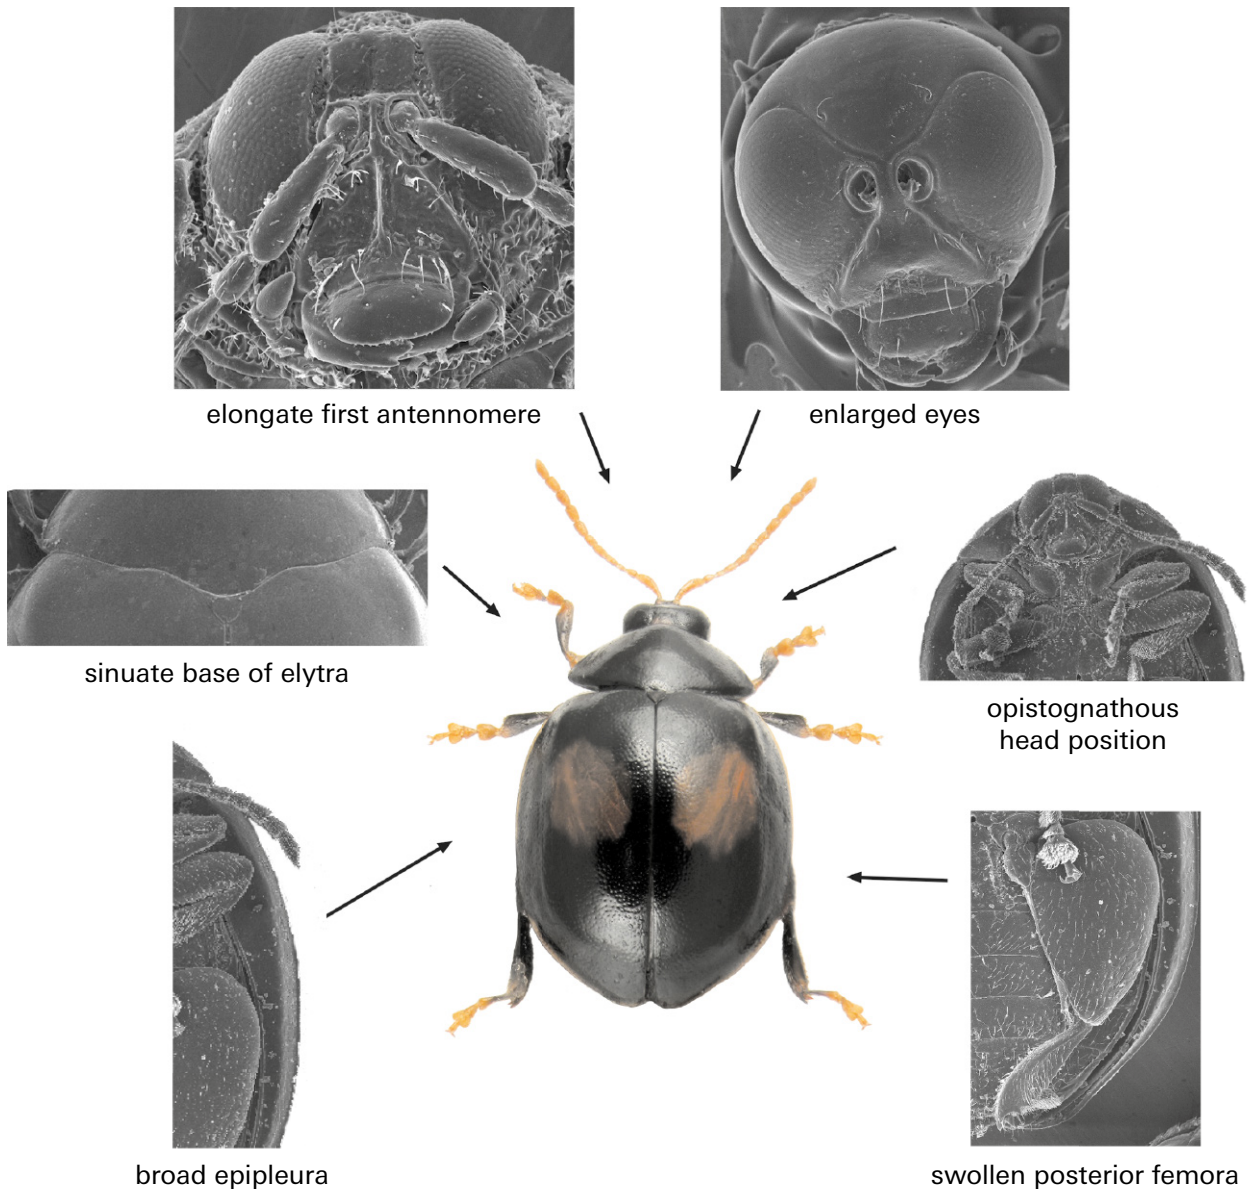 elongate first antennomere
enlarged eyes
sinuate base of elytra
opistognathous
head position
broad epipleura
swollen posterior femora